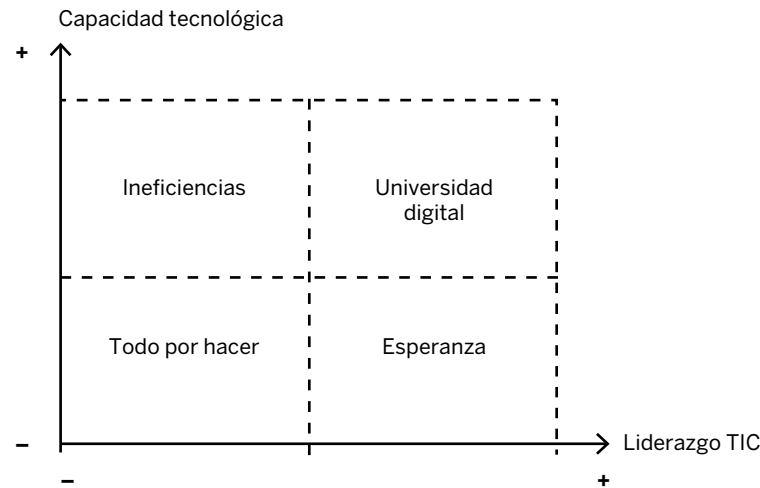 Capacidad tecnológica
+
Ineficiencias
Universidad
digital
Todo por hacer
Esperanza
–
Liderazgo TIC
–
+